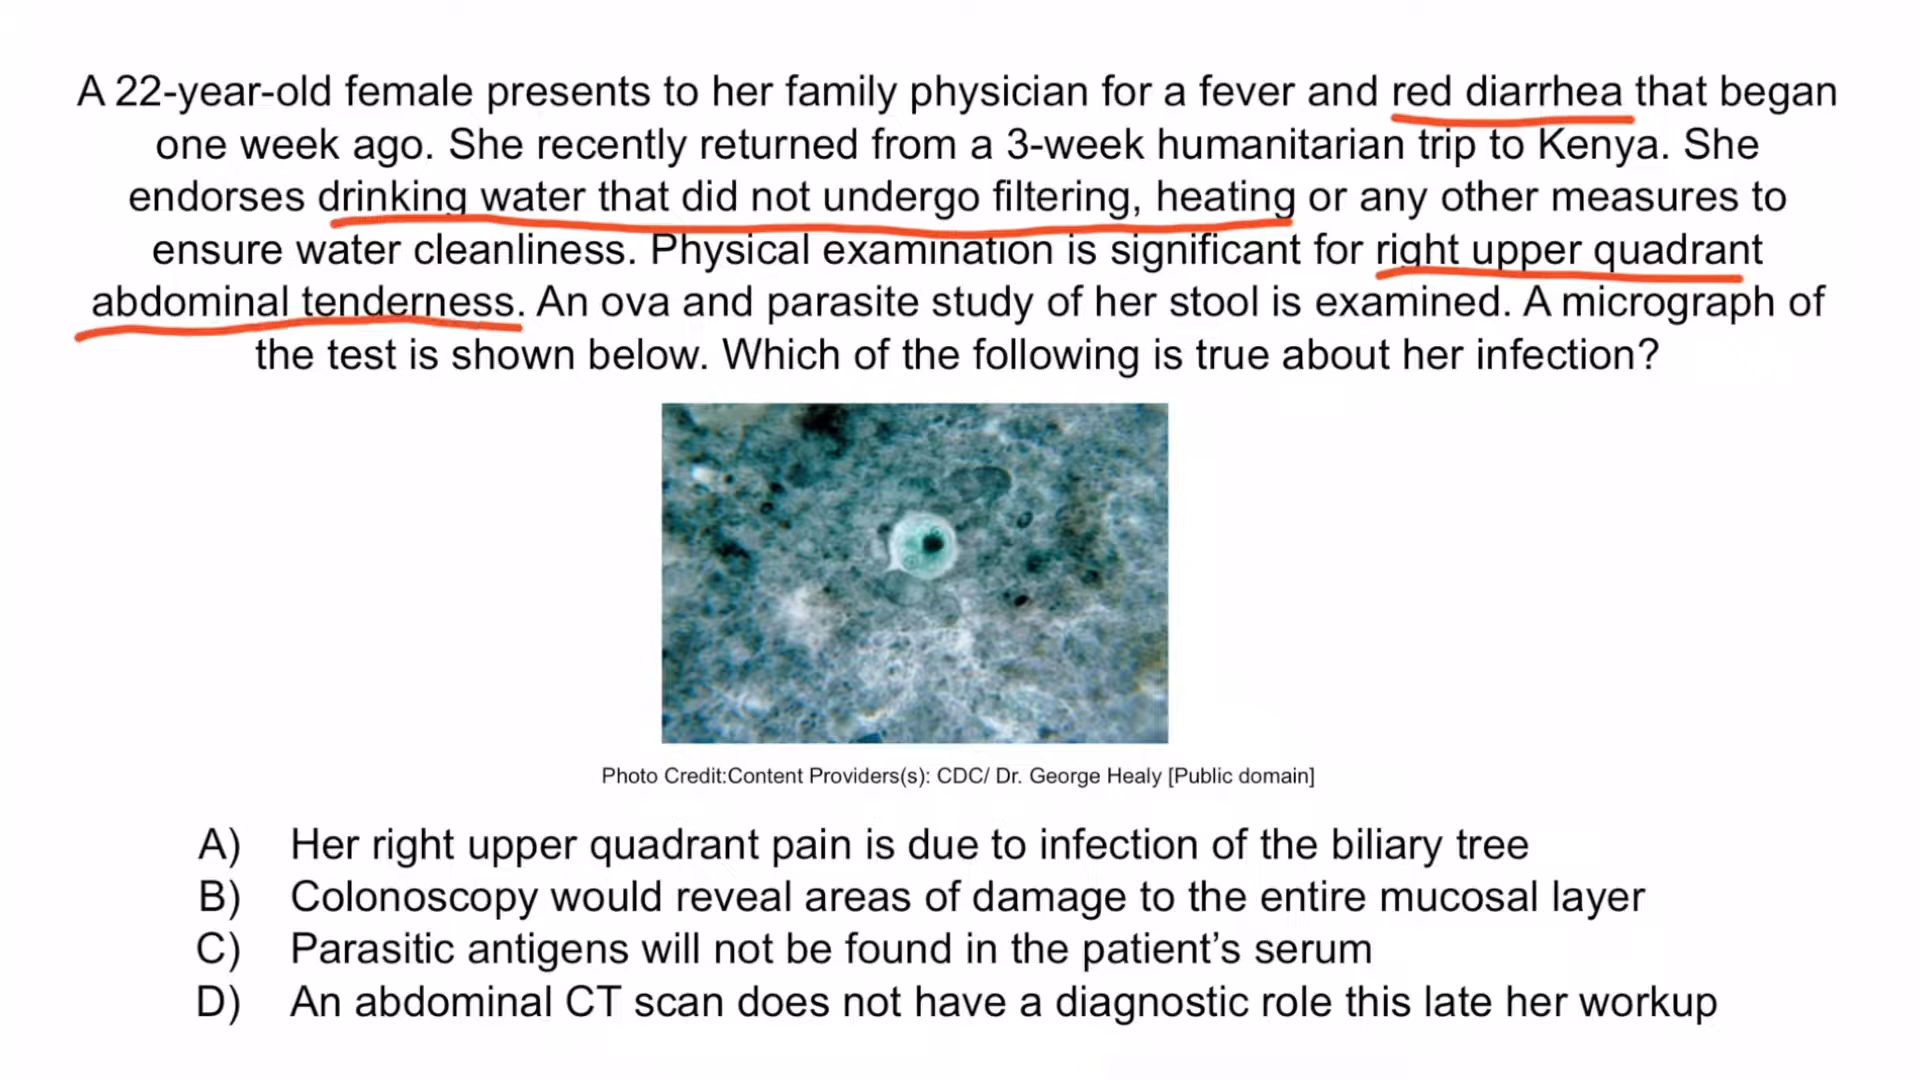 A 22-year-old female presents to her family physician for a fever and red diarrhea that began
one week ago. She recently returned from a 3-week humanitarian trip to Kenya. She
endorses drinking water that did not undergo filtering, heating or any other measures to
ensure water cleanliness. Physical examination is significant for right upper quadrant
abdominal tenderness. An ova and parasite study of her stool is examined. A micrograph of
the test is shown below. Which of the following is true about her infection?
Photo Credit:Content Providers(s): CDC/ Dr. George Healy [Public domain]
A) Her right upper quadrant pain is due to infection of the biliary tree
B) Colonoscopy would reveal areas of damage to the entire mucosal layer
C) Parasitic antigens will not be found in the patient’s serum
D) An abdominal CT scan does not have a diagnostic role this late her workup